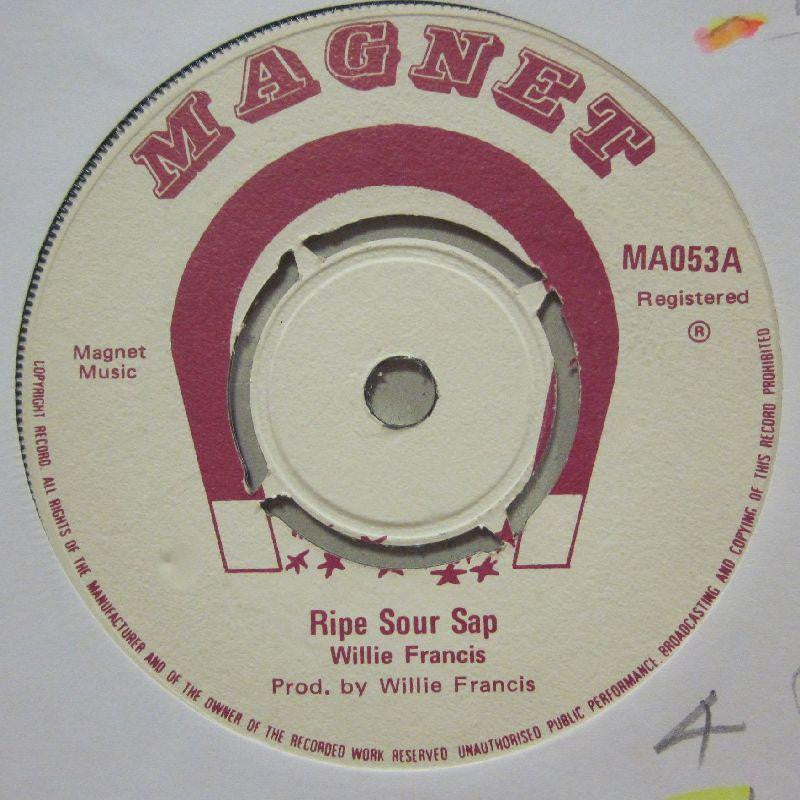 MAGNET
MA053A
Registered
®
Magnet
Music
Ripe Sour Sap
Willie Francis
Prod. by Willie Francis
COPYRIGHT RECORD. ALL RIGHTS OF THE MANUFACTURER AND OF THE OWNER OF THE RECORDED WORK RESERVED UNAUTHORISED PUBLIC PERFORMANCE, BROADCASTING AND COPYING OF THIS RECORD PROHIBITED
4